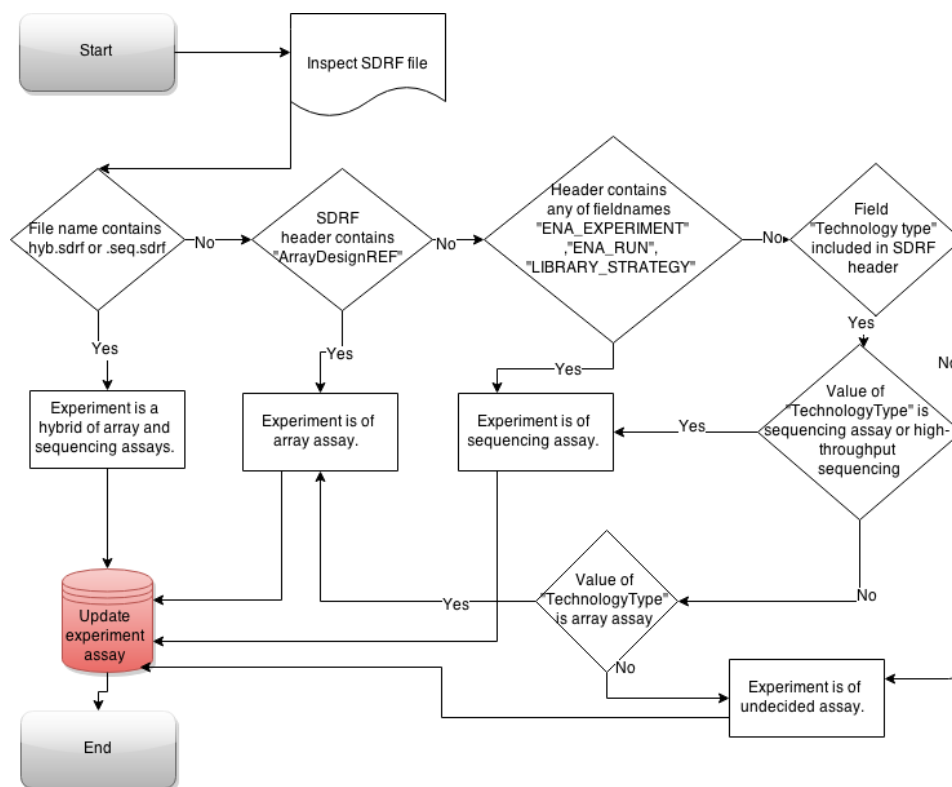 Start
Inspect SDRF file
File name contains
hyb.sdrf or .seq.sdrf
No
SDRF
header contains
"ArrayDesignREF"
No
Header contains
any of fieldnames
"ENA_EXPERIMENT"
,"ENA_RUN",
"LIBRARY_STRATEGY"
No
Field
"Technology type"
included in SDRF
header
Yes
Yes
Yes
Yes
No
Experiment is a
hybrid of array and
sequencing assays.
Experiment is of
array assay.
Experiment is of
sequencing assay.
Yes
Value of
"TechnologyType" is
sequencing assay or high-
throughput
sequencing
No
Value of
"TechnologyType"
is array assay
Yes
No
Update
experiment
assay
Experiment is of
undecided assay.
End